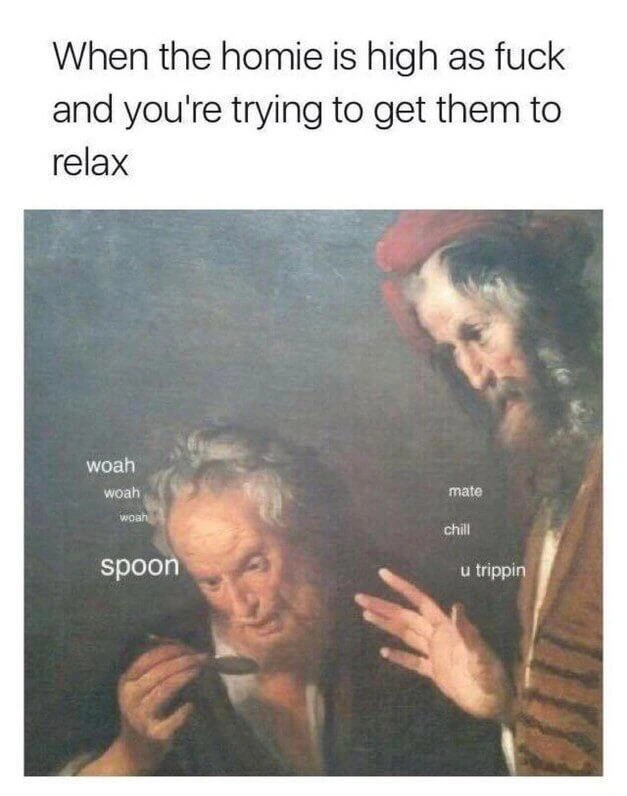 When the homie is high as fuck
and you're trying to get them to
relax
woah
woah
woah
spoon
mate
chill
u trippin